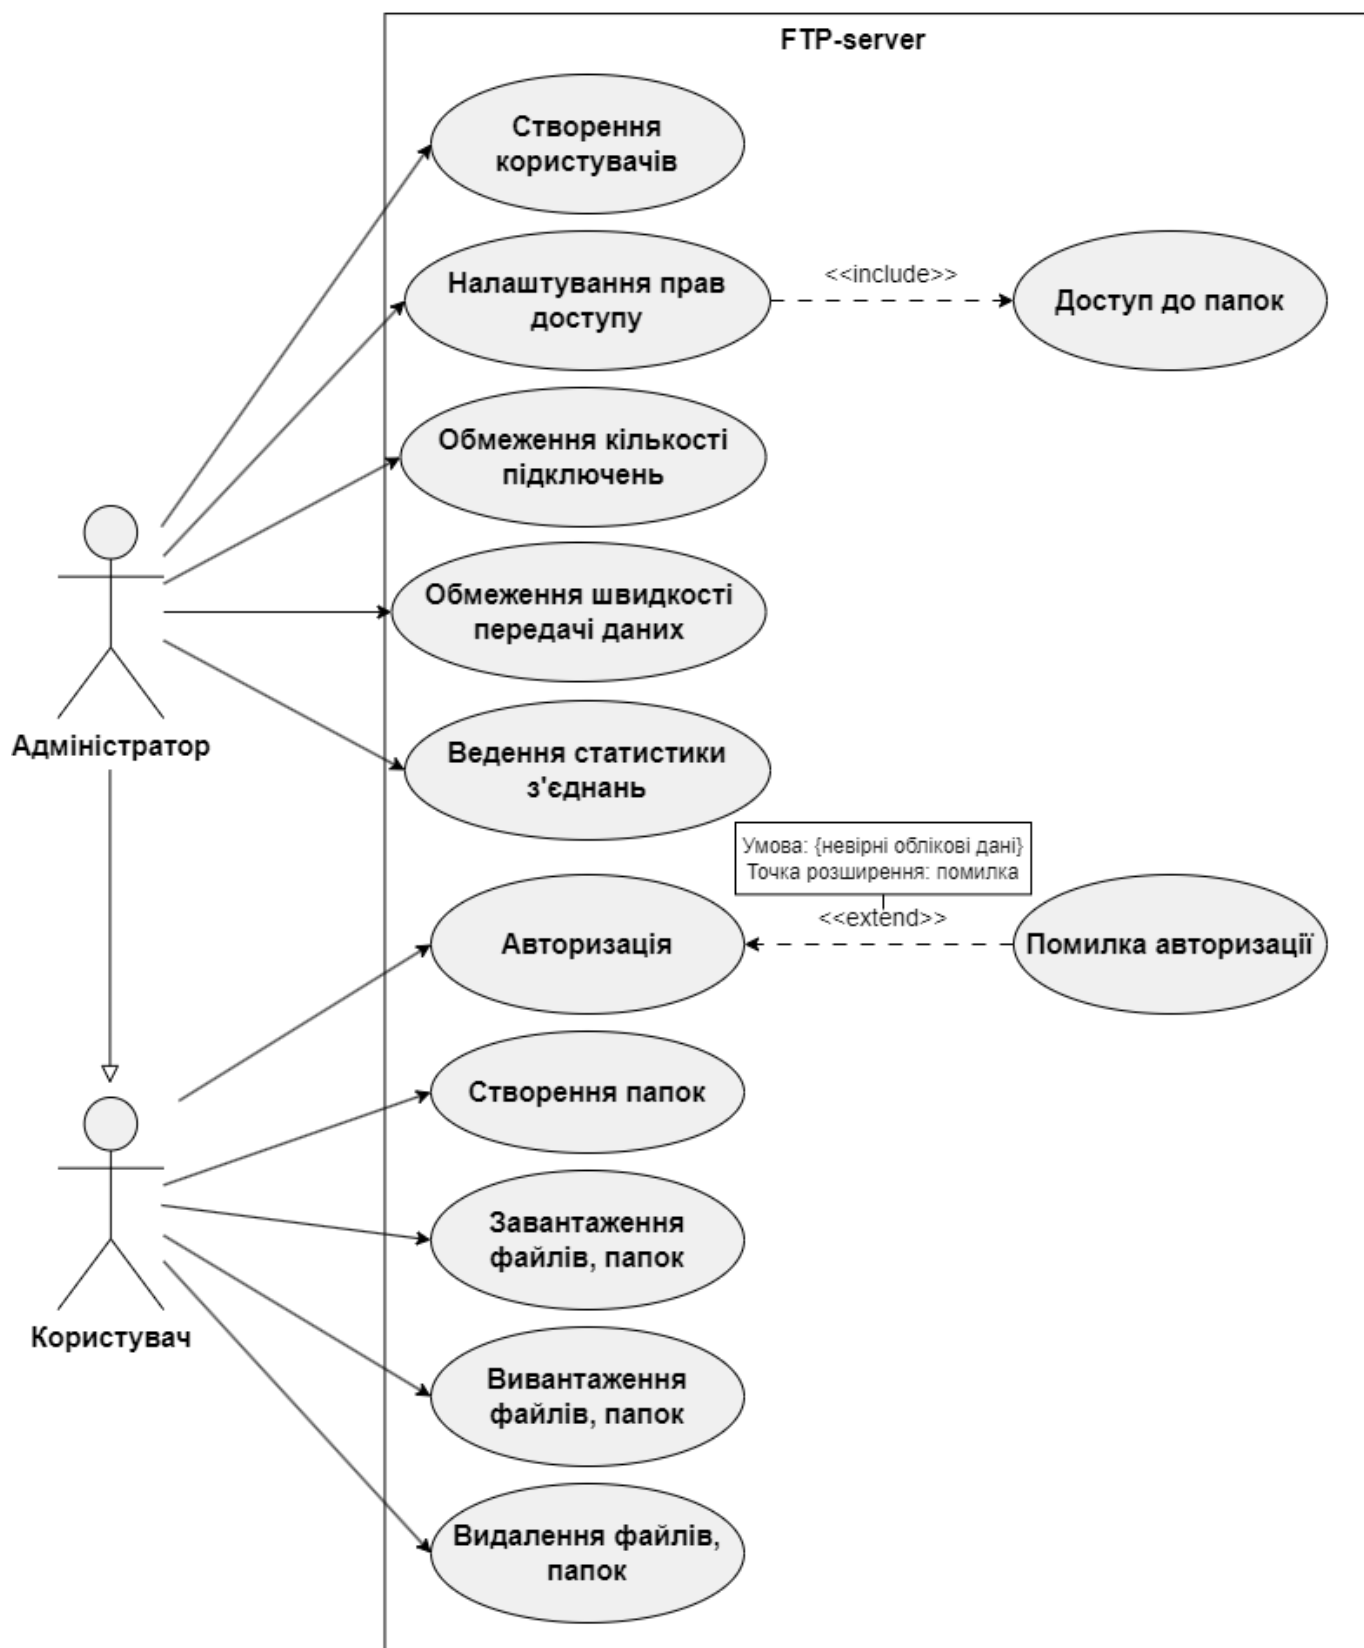 FTP-server
Створення
користувачів
Налаштування прав
доступу
<<include>>
Доступ до папок
Обмеження кількості
підключень
Обмеження швидкості
передачі даних
Адміністратор
Ведення статистики
з'єднань
Умова: {невірні облікові дані}
Точка розширення: помилка
<<extend>>
Авторизація
Помилка авторизації
Створення папок
Завантаження
файлів, папок
Користувач
Вивантаження
файлів, папок
Видалення файлів,
папок